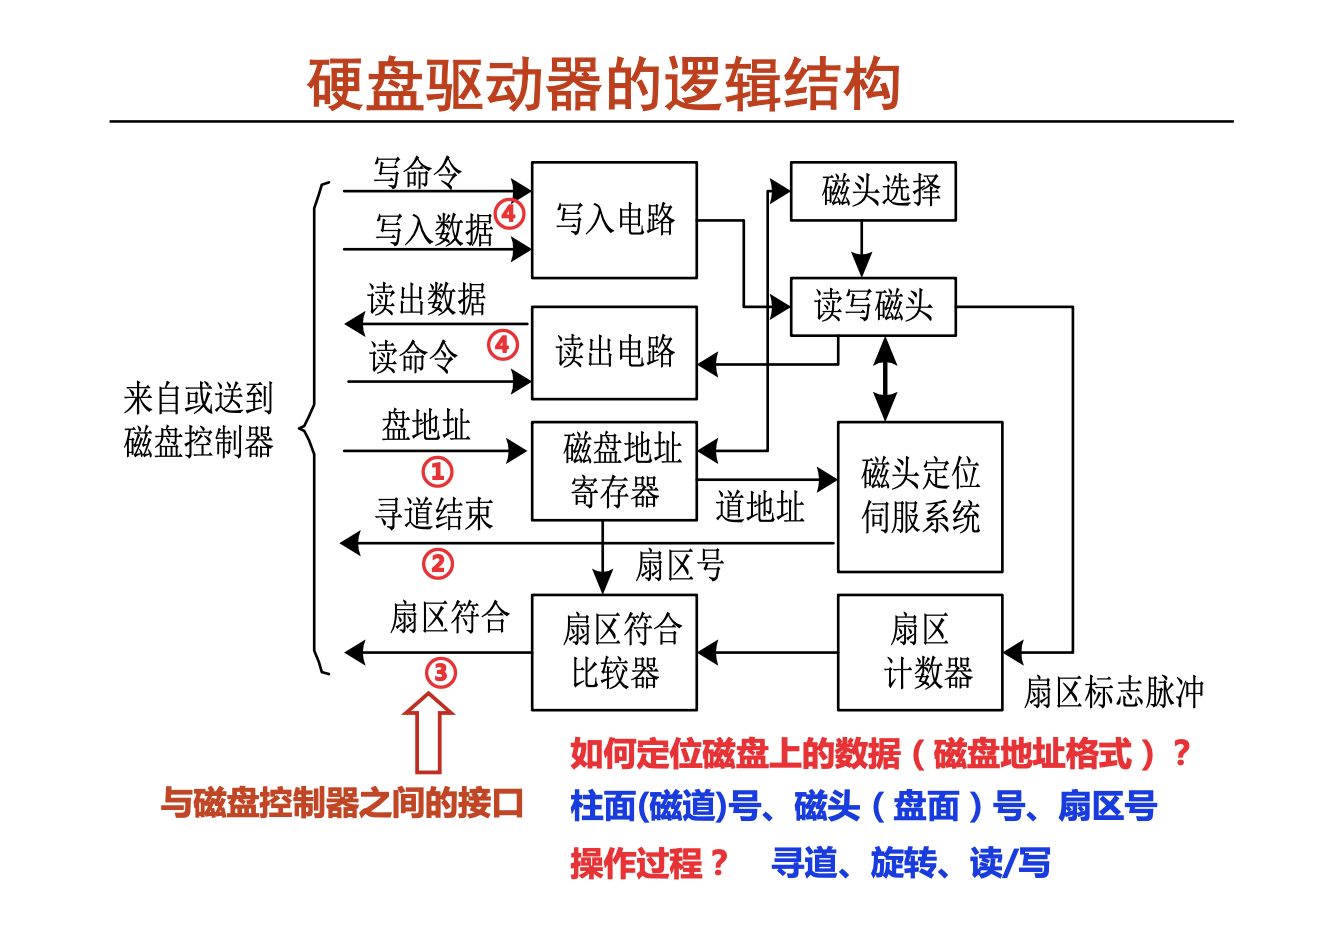 硬盘驱动器的逻辑结构
写命令
④
写入数据
写入电路
磁头选择
读出数据
④
读命令
读出电路
读写磁头
来自或送到
磁盘控制器
盘地址
①
磁盘地址
寄存器
道地址
磁头定位
伺服系统
寻道结束
②
扇区号
扇区符合
③
扇区符合
比较器
扇区
计数器
扇区标志脉冲
与磁盘控制器之间的接口
如何定位磁盘上的数据（磁盘地址格式）？
柱面(磁道)号、磁头（盘面）号、扇区号
操作过程？ 寻道、旋转、读/写